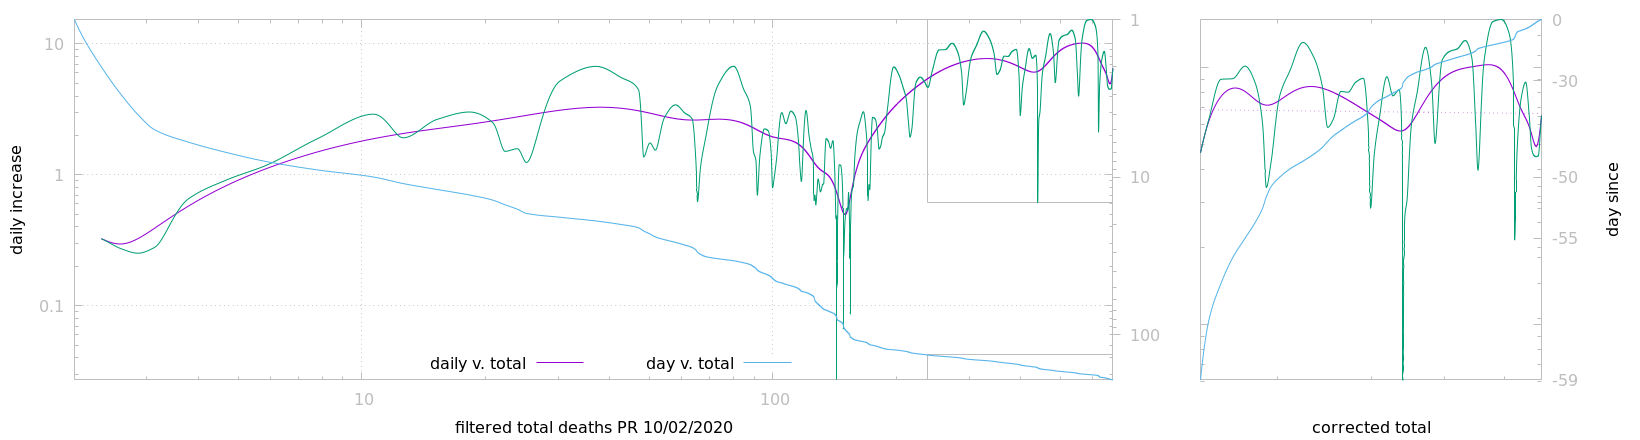 10
1
0.1
daily increase
10
100
filtered total deaths PR 10/02/2020
daily v. total
day v. total
1
10
100
0
-30
-50
-55
-59
day since
corrected total